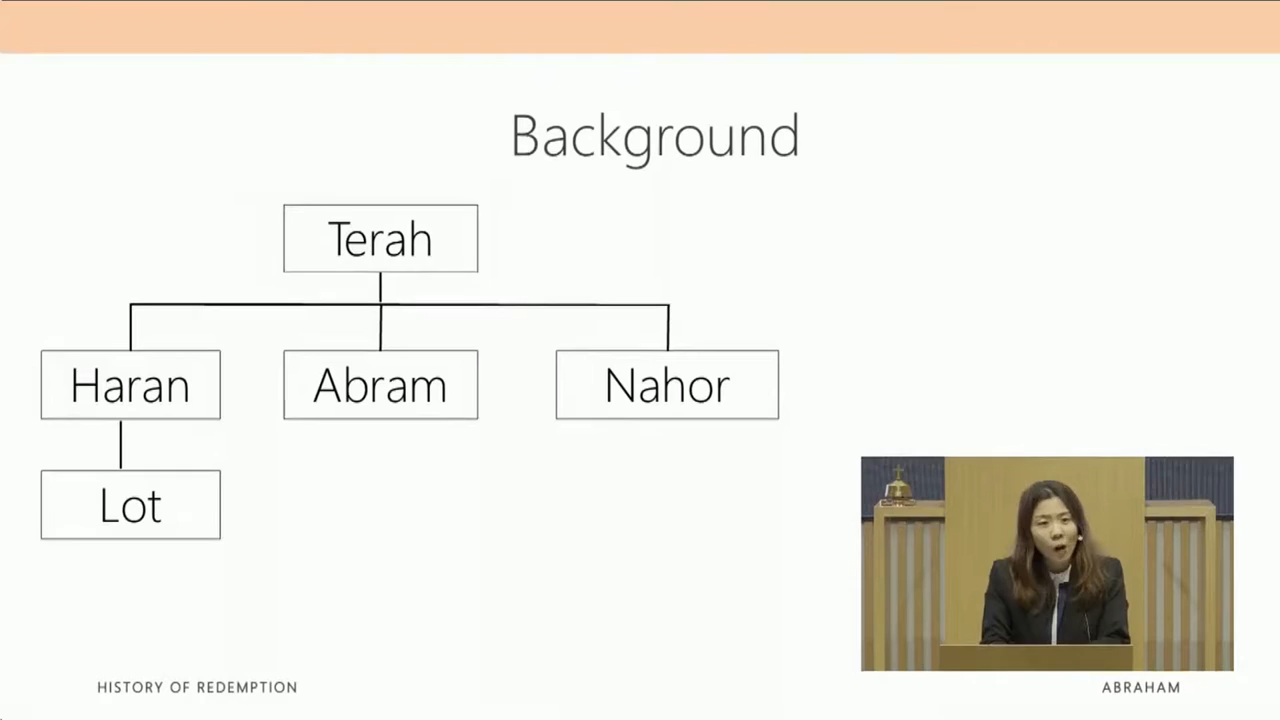 Background
Terah
Haran
Abram
Nahor
Lot
HISTORY OF REDEMPTION
ABRAHAM